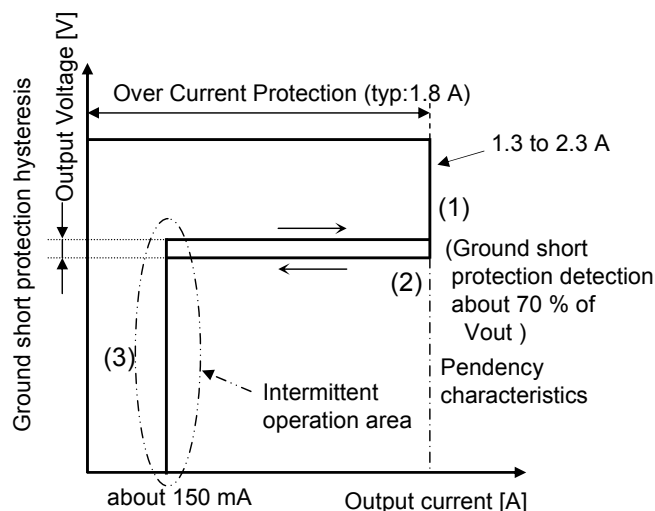 Ground short protection hysteresis
Output Voltage [V]
Over Current Protection (typ:1.8 A)
1.3 to 2.3 A
(1)
(Ground short
protection detection
about 70 % of
Vout )
(2)
(3)
Pendency
characteristics
Intermittent
operation area
about 150 mA
Output current [A]